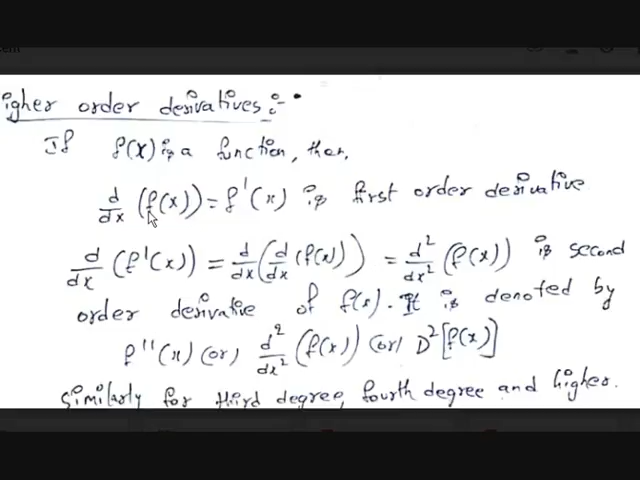 igher order derivatives :-
If f(x) is a function, then,
d/dx (f(x)) = f'(x) is first order derivative
d/dx (f'(x)) = d/dx (d/dx (f(x))) = d²/dx² (f(x)) is second
order derivative of f(x). It is denoted by
f''(x) (or) d²/dx² (f(x)) (or) D²[f(x)]
similarly for third degree, fourth degree and higher.